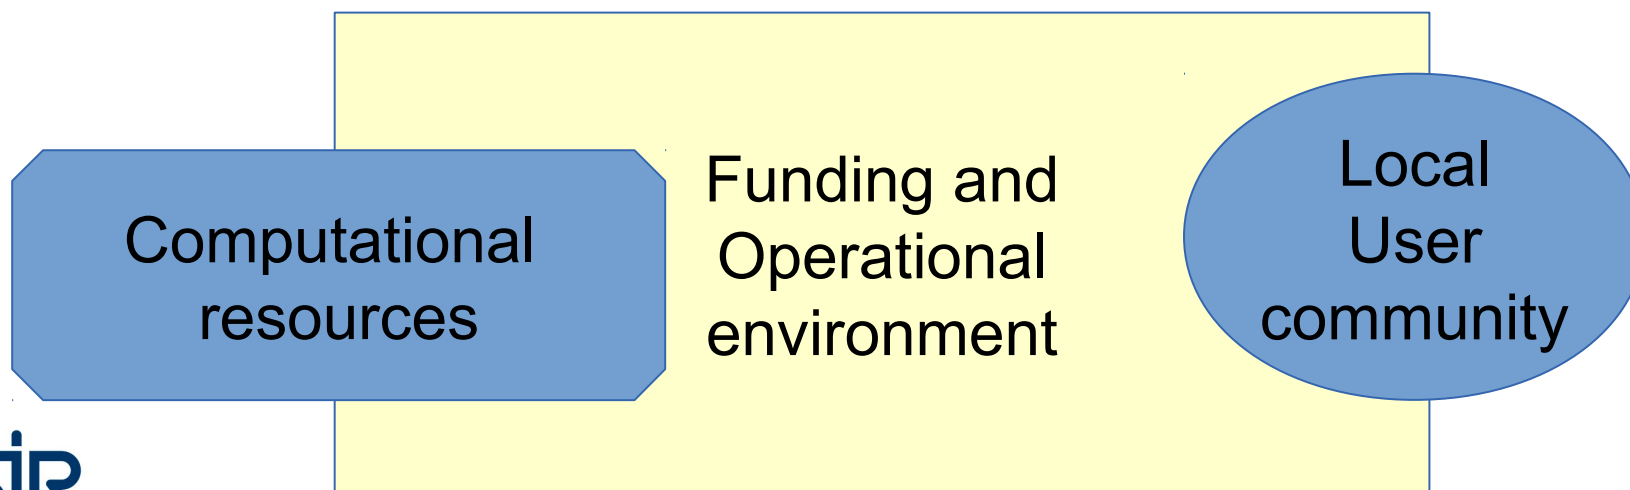 Computational
resources
Funding and
Operational
environment
Local
User
community